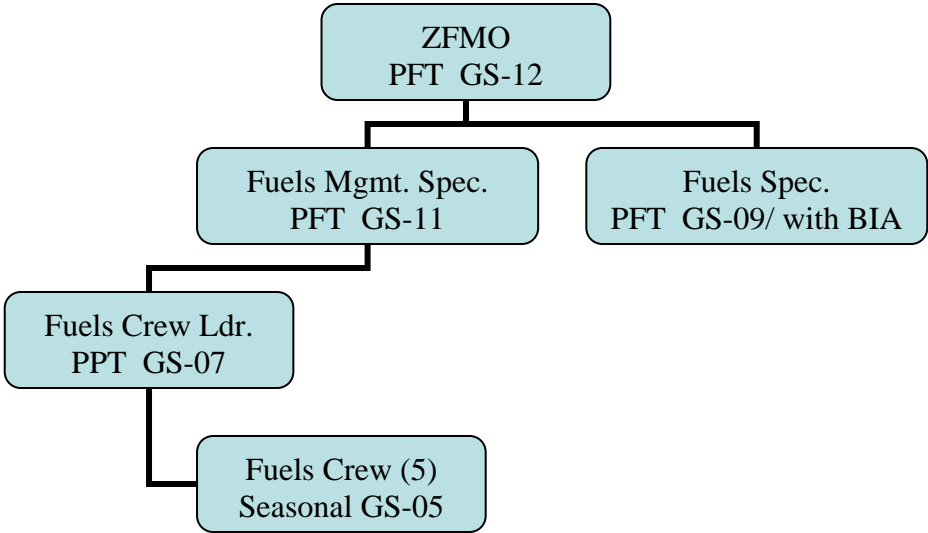 ZFMO
PFT  GS-12
Fuels Mgmt. Spec.
PFT  GS-11
Fuels Spec.
PFT  GS-09/ with BIA
Fuels Crew Ldr.
PPT  GS-07
Fuels Crew (5)
Seasonal GS-05